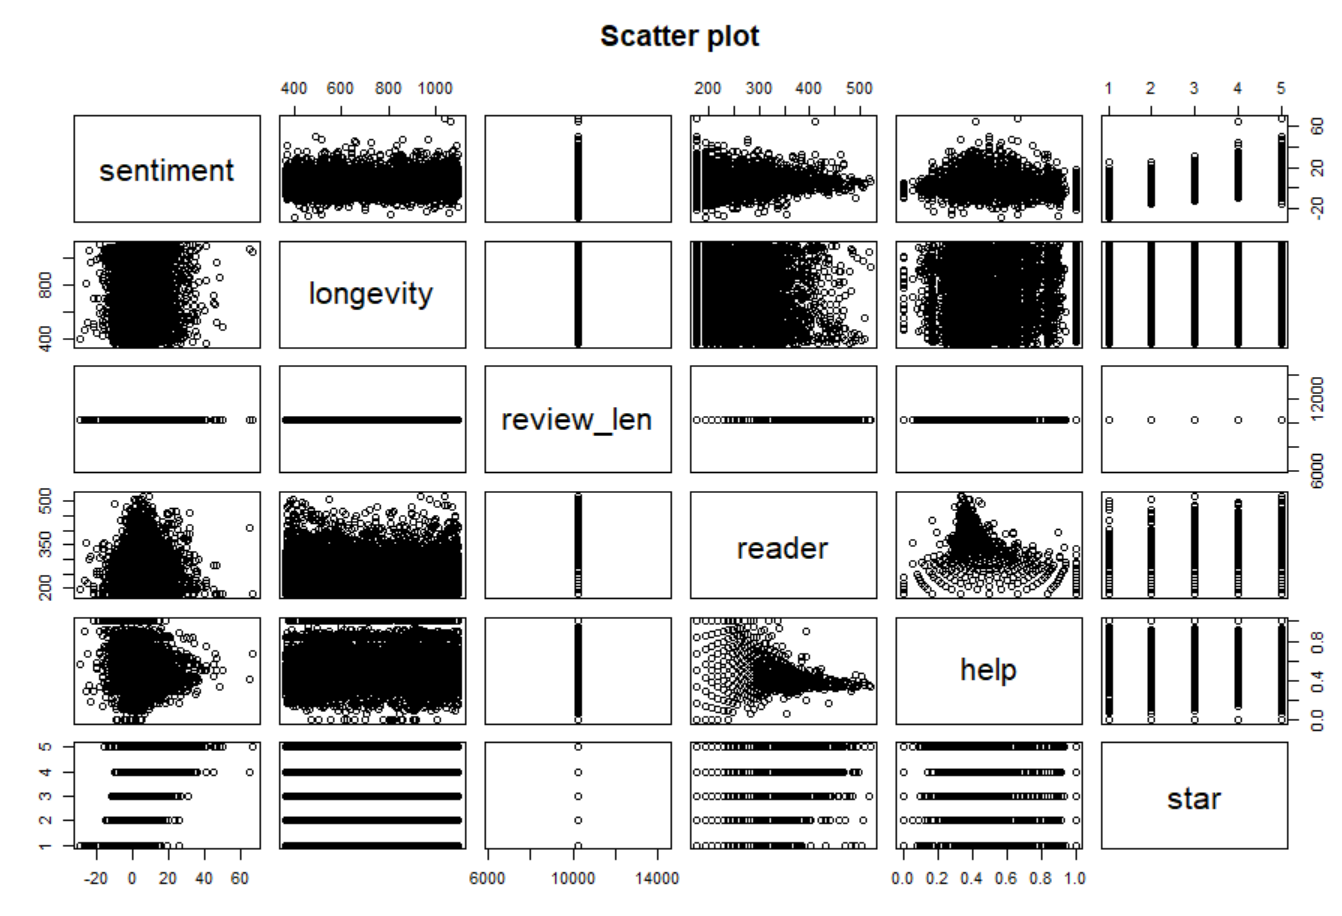 Scatter plot
400 600 800 1000
200 300 400 500
1 2 3 4 5
sentiment
-20 20 60
400 800
longevity
review_len
6000 12000
200 350 500
reader
help
0.0 0.4 0.8
1 2 3 4 5
star
-20 0 20 40 60
6000 10000 14000
0.0 0.2 0.4 0.6 0.8 1.0